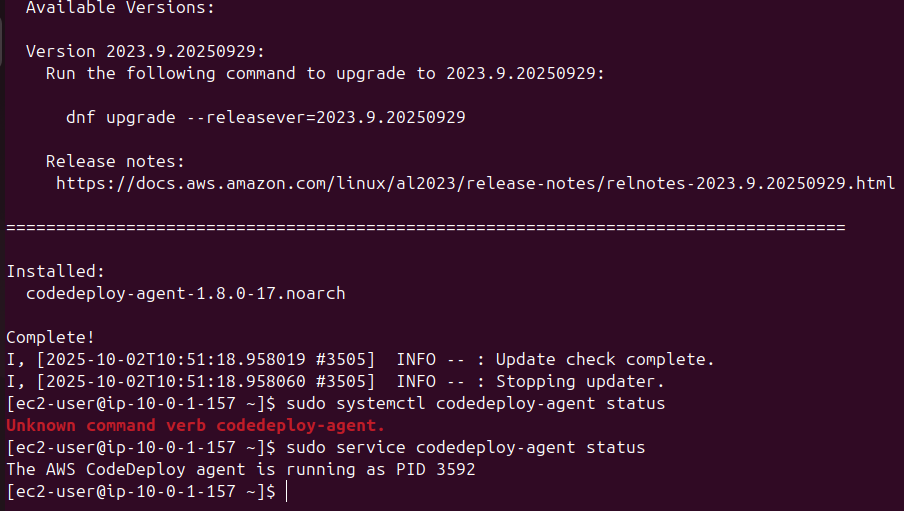 Available Versions:
Version 2023.9.20250929:
Run the following command to upgrade to 2023.9.20250929:
dnf upgrade --releasever=2023.9.20250929
Release notes:
https://docs.aws.amazon.com/linux/al2023/release-notes/relnotes-2023.9.20250929.html
====================================================================================
Installed:
codedeploy-agent-1.8.0-17.noarch
Complete!
I, [2025-10-02T10:51:18.958019 #3505]  INFO -- : Update check complete.
I, [2025-10-02T10:51:18.958060 #3505]  INFO -- : Stopping updater.
[ec2-user@ip-10-0-1-157 ~]$ sudo systemctl codedeploy-agent status
Unknown command verb codedeploy-agent.
[ec2-user@ip-10-0-1-157 ~]$ sudo service codedeploy-agent status
The AWS CodeDeploy agent is running as PID 3592
[ec2-user@ip-10-0-1-157 ~]$